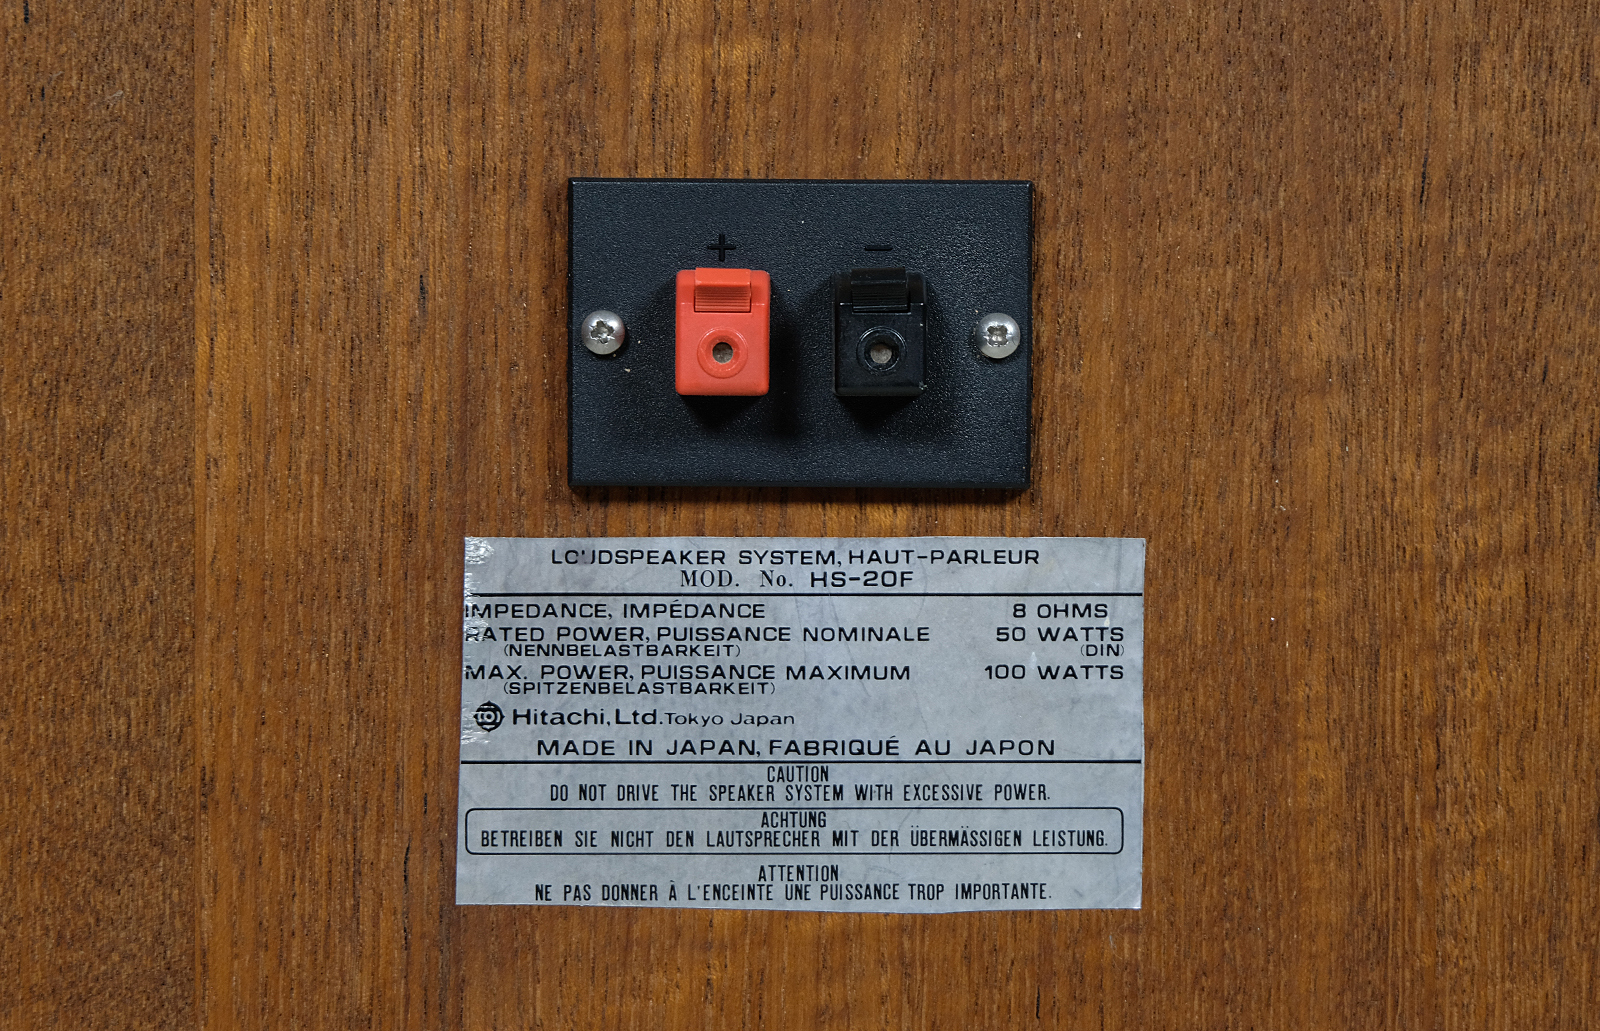 + −
LOUDSPEAKER SYSTEM, HAUT-PARLEUR
MOD. No. HS-20F
IMPEDANCE, IMPÉDANCE 8 OHMS
RATED POWER, PUISSANCE NOMINALE 50 WATTS
(NENNBELASTBARKEIT) (DIN)
MAX. POWER, PUISSANCE MAXIMUM 100 WATTS
(SPITZENBELASTBARKEIT)
Hitachi, Ltd. Tokyo Japan
MADE IN JAPAN, FABRIQUÉ AU JAPON
CAUTION
DO NOT DRIVE THE SPEAKER SYSTEM WITH EXCESSIVE POWER.
ACHTUNG
BETREIBEN SIE NICHT DEN LAUTSPRECHER MIT DER ÜBERMÄSSIGEN LEISTUNG.
ATTENTION
NE PAS DONNER À L'ENCEINTE UNE PUISSANCE TROP IMPORTANTE.